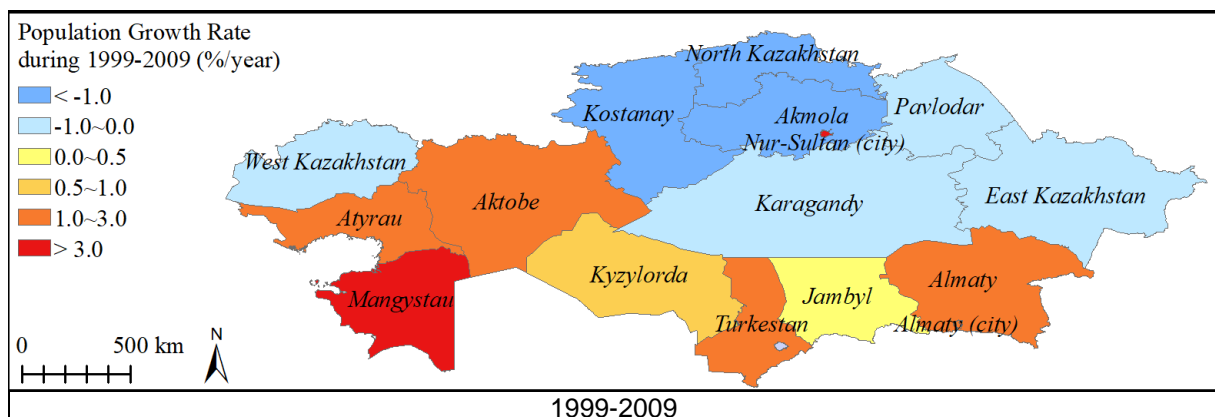 Population Growth Rate
during 1999-2009 (%/year)
< -1.0
-1.0~0.0
0.0~0.5
0.5~1.0
1.0~3.0
> 3.0
North Kazakhstan
Kostanay
Akmola
Pavlodar
Nur-Sultan (city)
West Kazakhstan
Aktobe
Karagandy
East Kazakhstan
Atyrau
Kyzylorda
Almaty
Mangystau
Jambyl
Turkestan
Almaty (city)
0 500 km
N
1999-2009